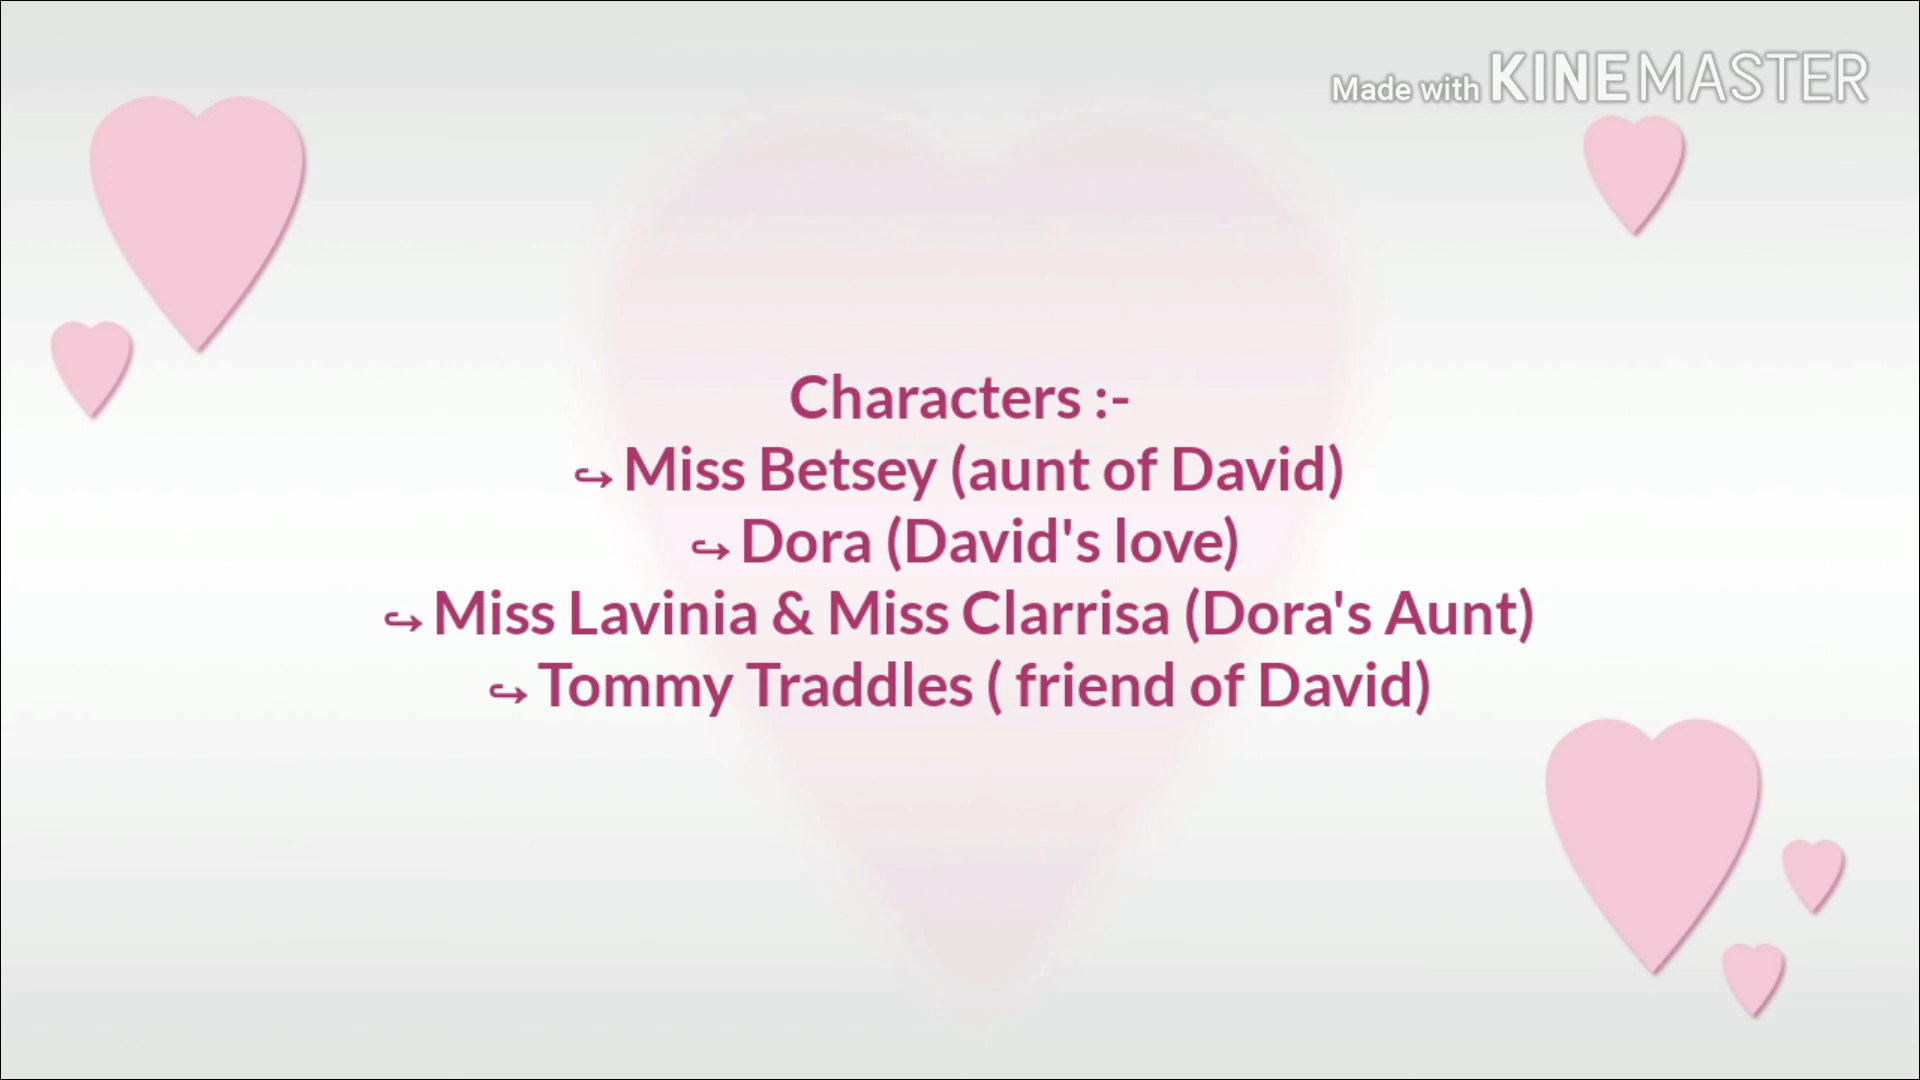 Made with KINEMASTER
Characters :-
↪ Miss Betsey (aunt of David)
↪ Dora (David's love)
↪ Miss Lavinia & Miss Clarrisa (Dora's Aunt)
↪ Tommy Traddles ( friend of David)